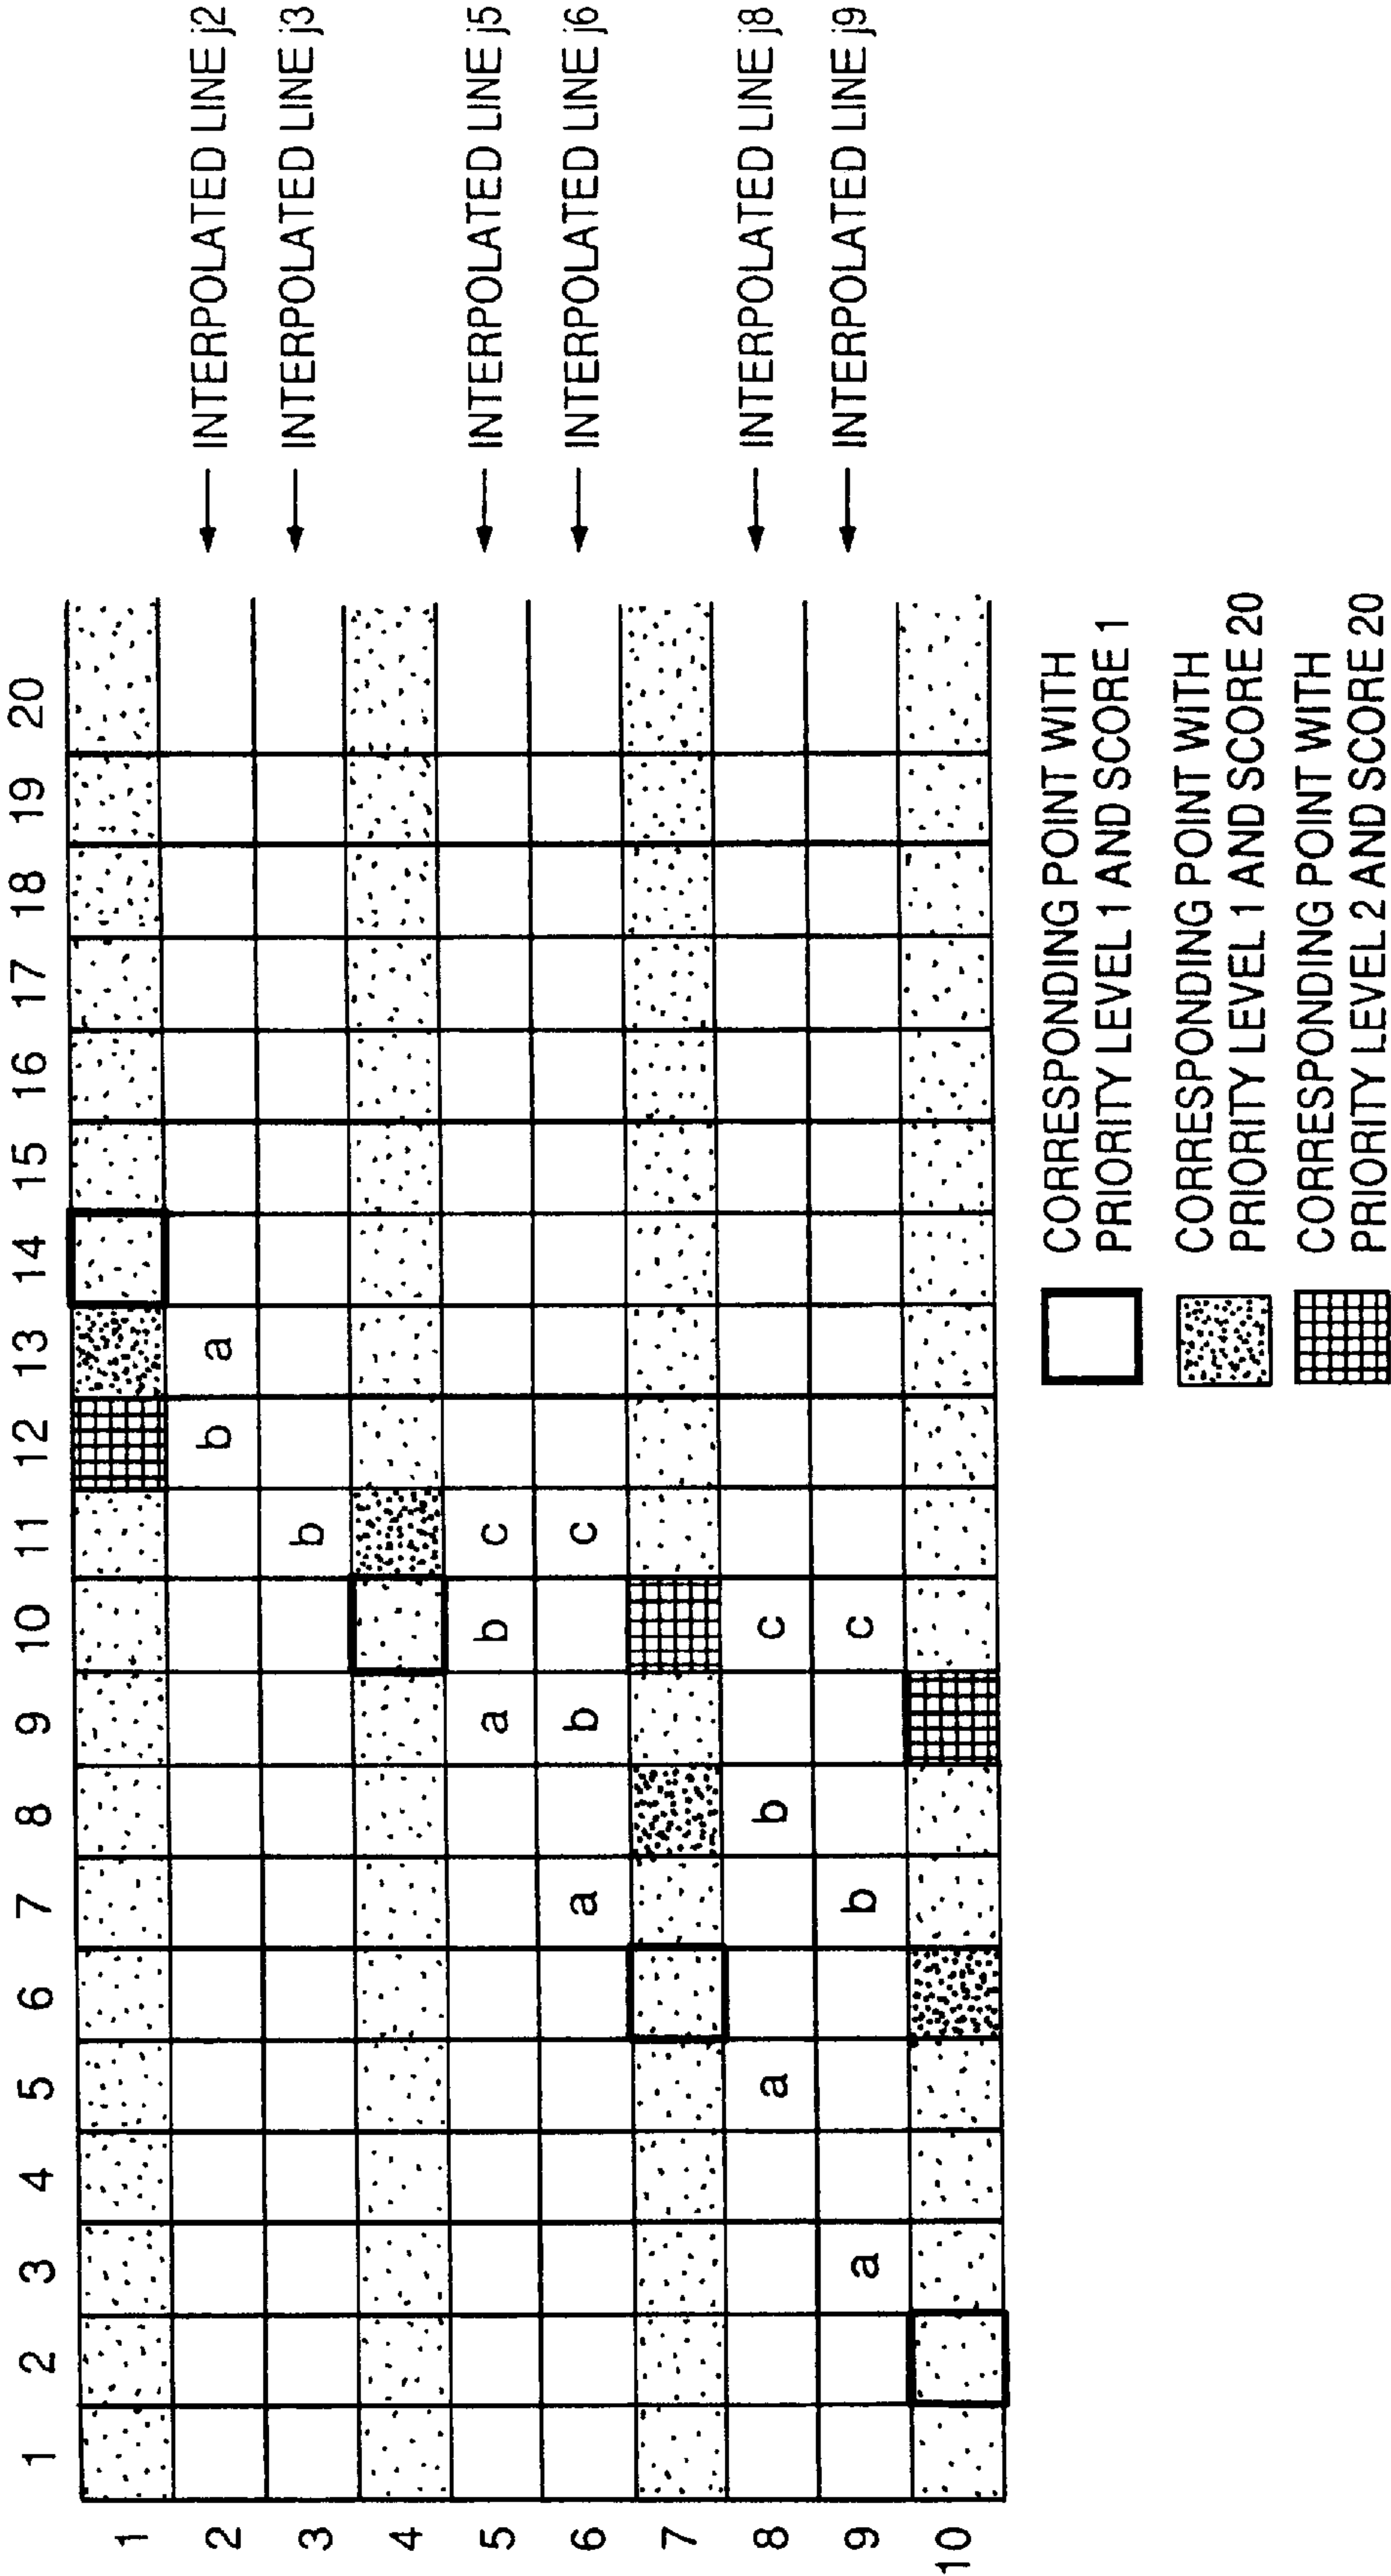 1 2 3 4 5 6 7 8 9 10 11 12 13 14 15 16 17 18 19 20
1
2 b a ← INTERPOLATED LINE j2
3 b ← INTERPOLATED LINE j3
4
5 a b c ← INTERPOLATED LINE j5
6 a b c ← INTERPOLATED LINE j6
7
8 a b c ← INTERPOLATED LINE j8
9 a b c ← INTERPOLATED LINE j9
10
CORRESPONDING POINT WITH
PRIORITY LEVEL 1 AND SCORE 1
CORRESPONDING POINT WITH
PRIORITY LEVEL 1 AND SCORE 20
CORRESPONDING POINT WITH
PRIORITY LEVEL 2 AND SCORE 20